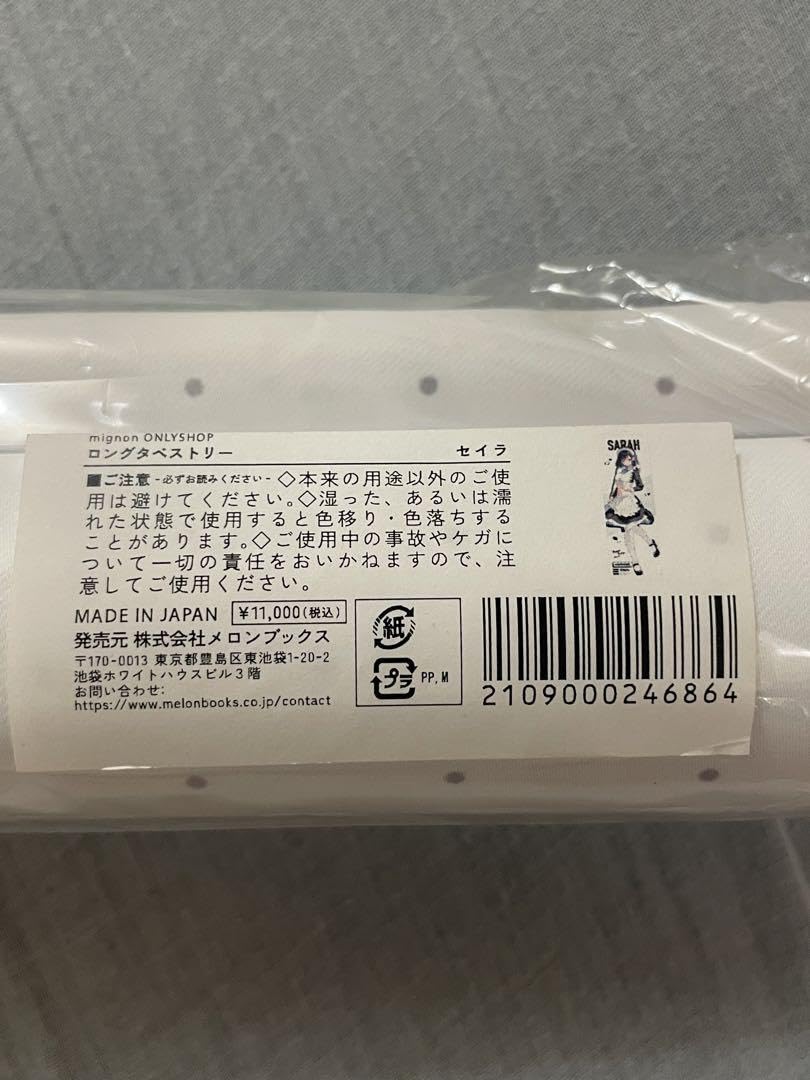 mignon ONLYSHOP
ロングタペストリー セイラ
■ご注意 -必ずお読みください- ◇本来の用途以外のご使
用は避けてください。◇湿った、あるいは濡
れた状態で使用すると色移り・色落ちする
ことがあります。◇ご使用中の事故やケガに
ついて一切の責任をおいかねますので、注
意してご使用ください。
SARAH
MADE IN JAPAN ¥11,000(税込)
発売元 株式会社メロンブックス
〒170-0013 東京都豊島区東池袋1-20-2
池袋ホワイトハウスビル3階
お問い合わせ:
https://www.melonbooks.co.jp/contact
紙
プラ PP,M
2109000246864